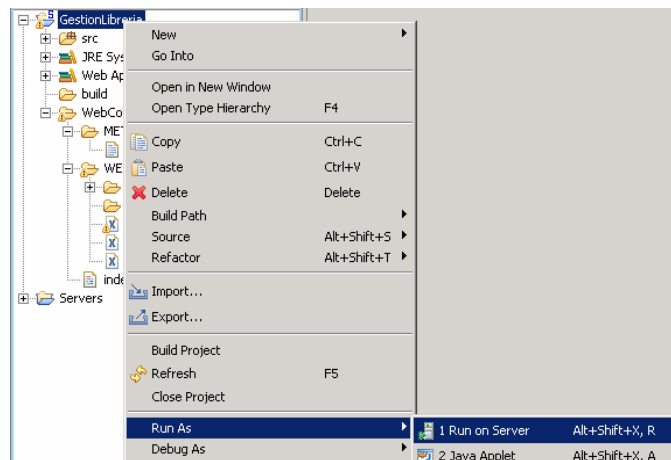 GestionLibreria
src
JRE Sys
Web Ap
build
WebCo
MET
WE
inde
Servers
New
Go Into
Open in New Window
Open Type Hierarchy F4
Copy Ctrl+C
Paste Ctrl+V
Delete Delete
Build Path
Source Alt+Shift+S
Refactor Alt+Shift+T
Import...
Export...
Build Project
Refresh F5
Close Project
Run As
Debug As
1 Run on Server Alt+Shift+X, R
2 Java Applet Alt+Shift+X, A